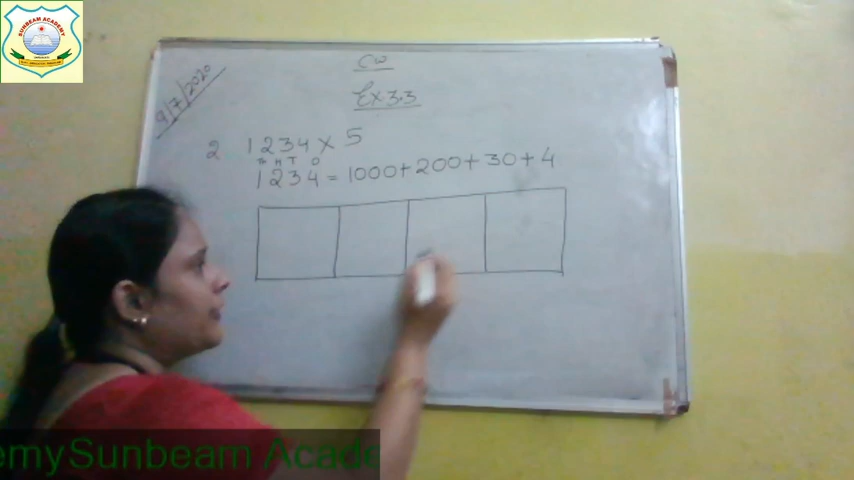 SUNBEAM ACADEMY
9/7/2020
CW
Ex 3.3
2 1234 × 5
TH H T O
1234 = 1000 + 200 + 30 + 4
emySunbeam Acade